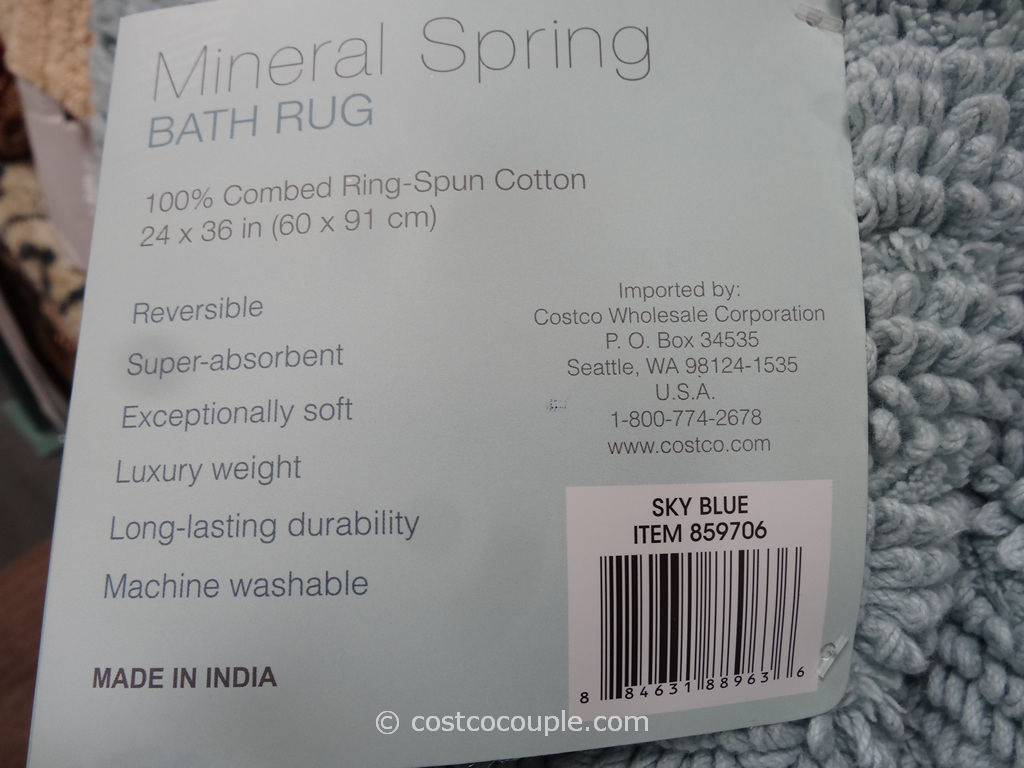 Mineral Spring
BATH RUG
100% Combed Ring-Spun Cotton
24 x 36 in (60 x 91 cm)
Reversible
Super-absorbent
Exceptionally soft
Luxury weight
Long-lasting durability
Machine washable
MADE IN INDIA
Imported by:
Costco Wholesale Corporation
P. O. Box 34535
Seattle, WA 98124-1535
U.S.A.
1-800-774-2678
www.costco.com
SKY BLUE
ITEM 859706
8 84631 88963 6
© costcocouple.com